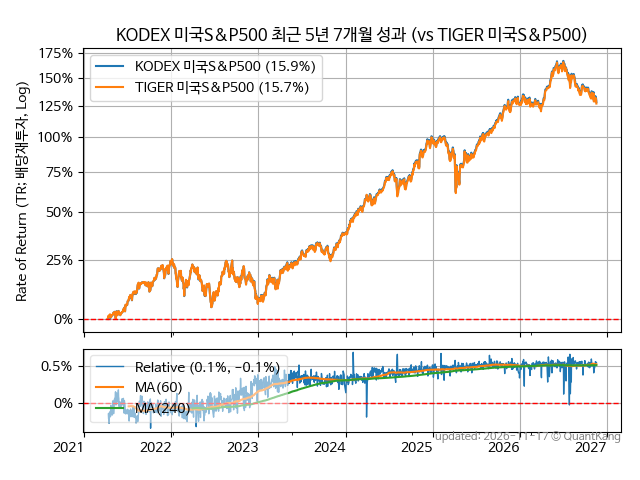 KODEX 미국S&P500 최근 5년 7개월 성과 (vs TIGER 미국S&P500)
175%
150%
125%
100%
75%
50%
25%
0%
Rate of Return (TR: 배당재투자, Log)
KODEX 미국S&P500 (15.9%)
TIGER 미국S&P500 (15.7%)
0.5%
0%
Relative (0.1%, −0.1%)
MA(60)
MA(240)
2021
2022
2023
2024
2025
2026
2027
updated: 2026-11-17 © QuantKang